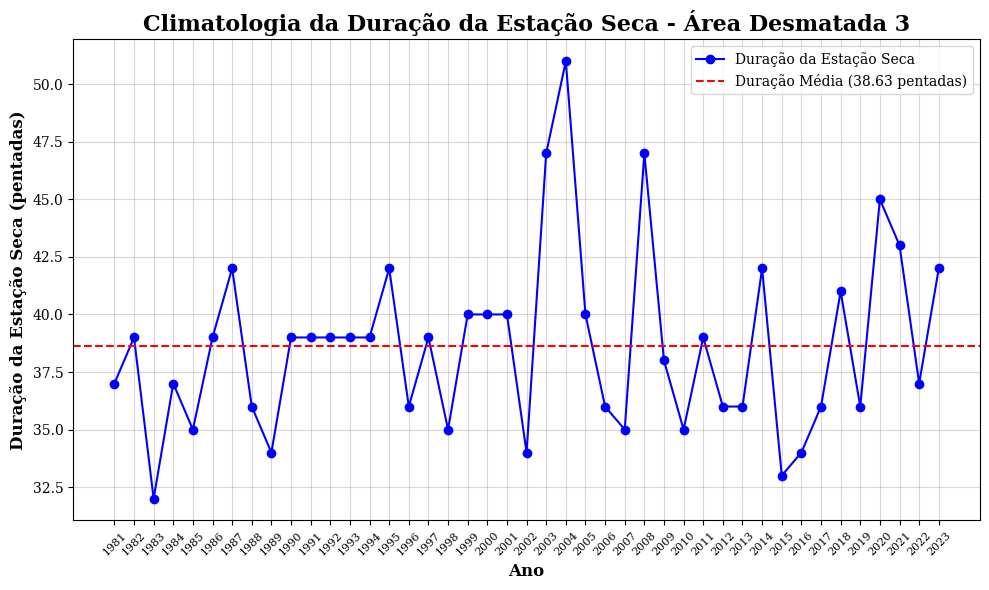 Climatologia da Duração da Estação Seca - Área Desmatada 3
Duração da Estação Seca
Duração Média (38.63 pentadas)
Duração da Estação Seca (pentadas)
50.0
47.5
45.0
42.5
40.0
37.5
35.0
32.5
1981 1982 1983 1984 1985 1986 1987 1988 1989 1990 1991 1992 1993 1994 1995 1996 1997 1998 1999 2000 2001 2002 2003 2004 2005 2006 2007 2008 2009 2010 2011 2012 2013 2014 2015 2016 2017 2018 2019 2020 2021 2022 2023
Ano